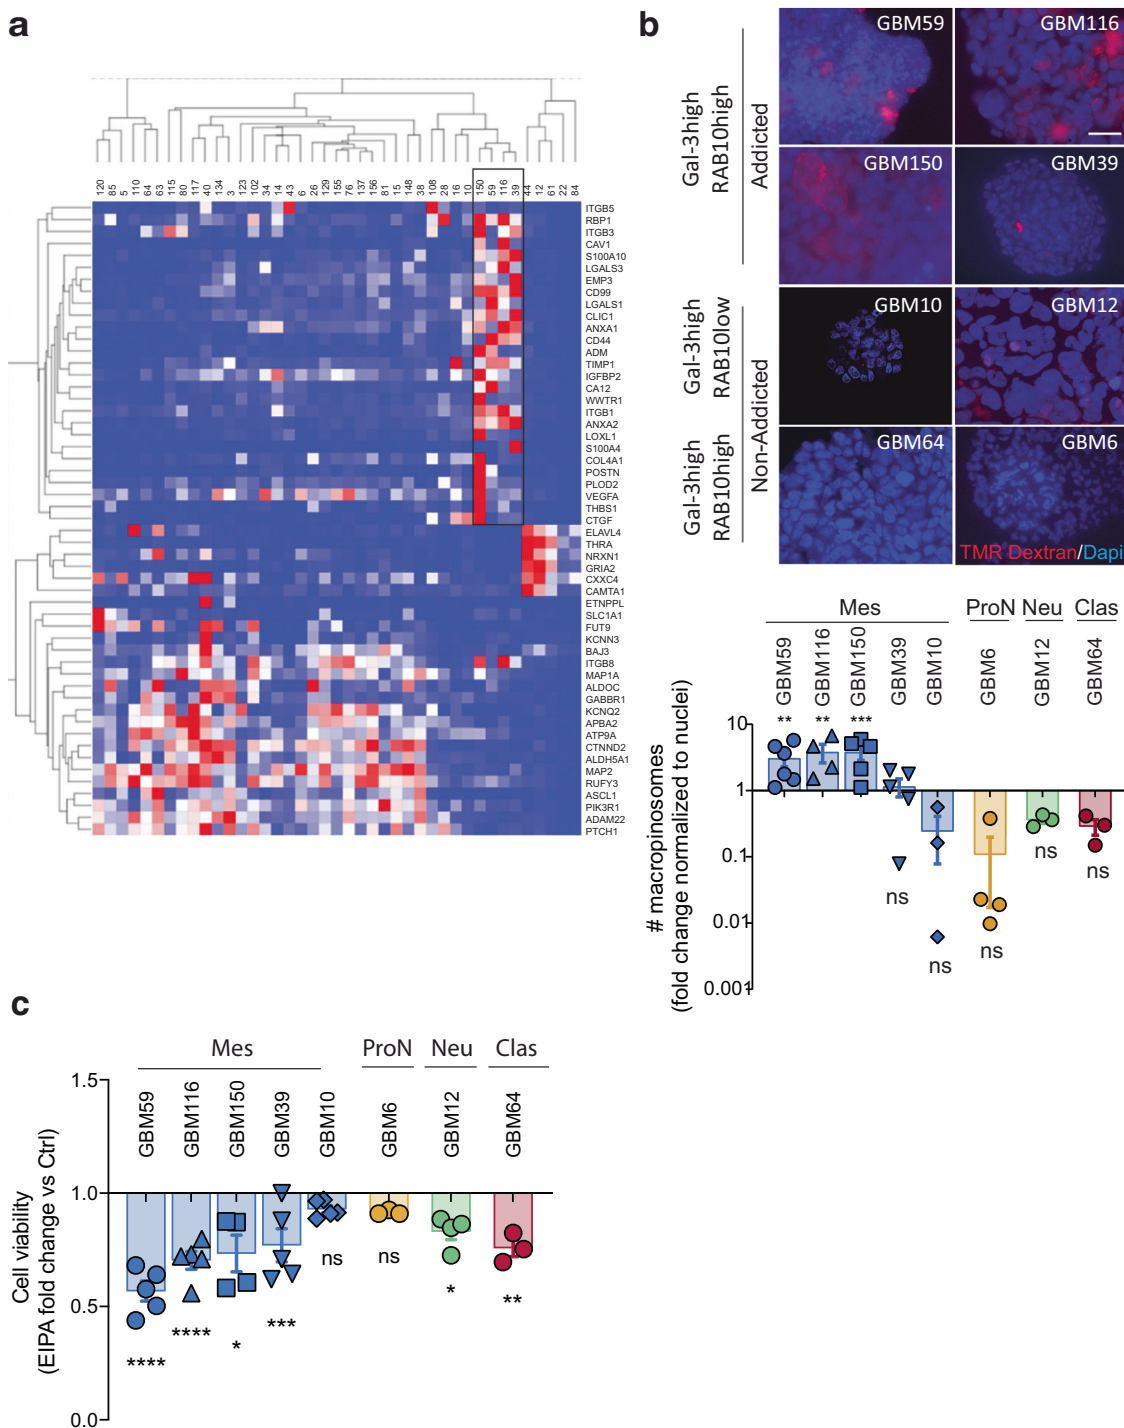 a
120 85 5 110 64 63 115 80 117 40 134 3 123 102 34 14 43 6 26 129 155 76 137 156 81 15 148 38 108 28 16 10 150 59 116 39 44 12 61 22 84
ITGB5
RBP1
ITGB3
CAV1
S100A10
LGALS3
EMP3
CD99
LGALS1
CLIC1
ANXA1
CD44
ADM
TIMP1
IGFBP2
CA12
WWTR1
ITGB1
ANXA2
LOXL1
S100A4
COL4A1
POSTN
PLOD2
VEGFA
THBS1
CTGF
ELAVL4
THRA
NRXN1
GRIA2
CXXC4
CAMTA1
ETNPPL
SLC1A1
FUT9
KCNN3
BAJ3
ITGB8
MAP1A
ALDOC
GABBR1
KCNQ2
APBA2
ATP9A
CTNND2
ALDH5A1
MAP2
RUFY3
ASCL1
PIK3R1
ADAM22
PTCH1
b
Gal-3high
RAB10high
Addicted
Gal-3high
RAB10low
Gal-3high
RAB10high
Non-Addicted
GBM59 GBM116
GBM150 GBM39
GBM10 GBM12
GBM64 GBM6
TMR Dextran/Dapi
Mes ProN Neu Clas
GBM59 GBM116 GBM150 GBM39 GBM10 GBM6 GBM12 GBM64
** ** ***
10
1
0.1
0.01
0.001
# macropinosomes
(fold change normalized to nuclei)
ns ns ns ns ns
c
Mes ProN Neu Clas
GBM59 GBM116 GBM150 GBM39 GBM10 GBM6 GBM12 GBM64
1.5
1.0
0.5
0.0
Cell viability
(EIPA fold change vs Ctrl)
**** **** * *** ns ns * **